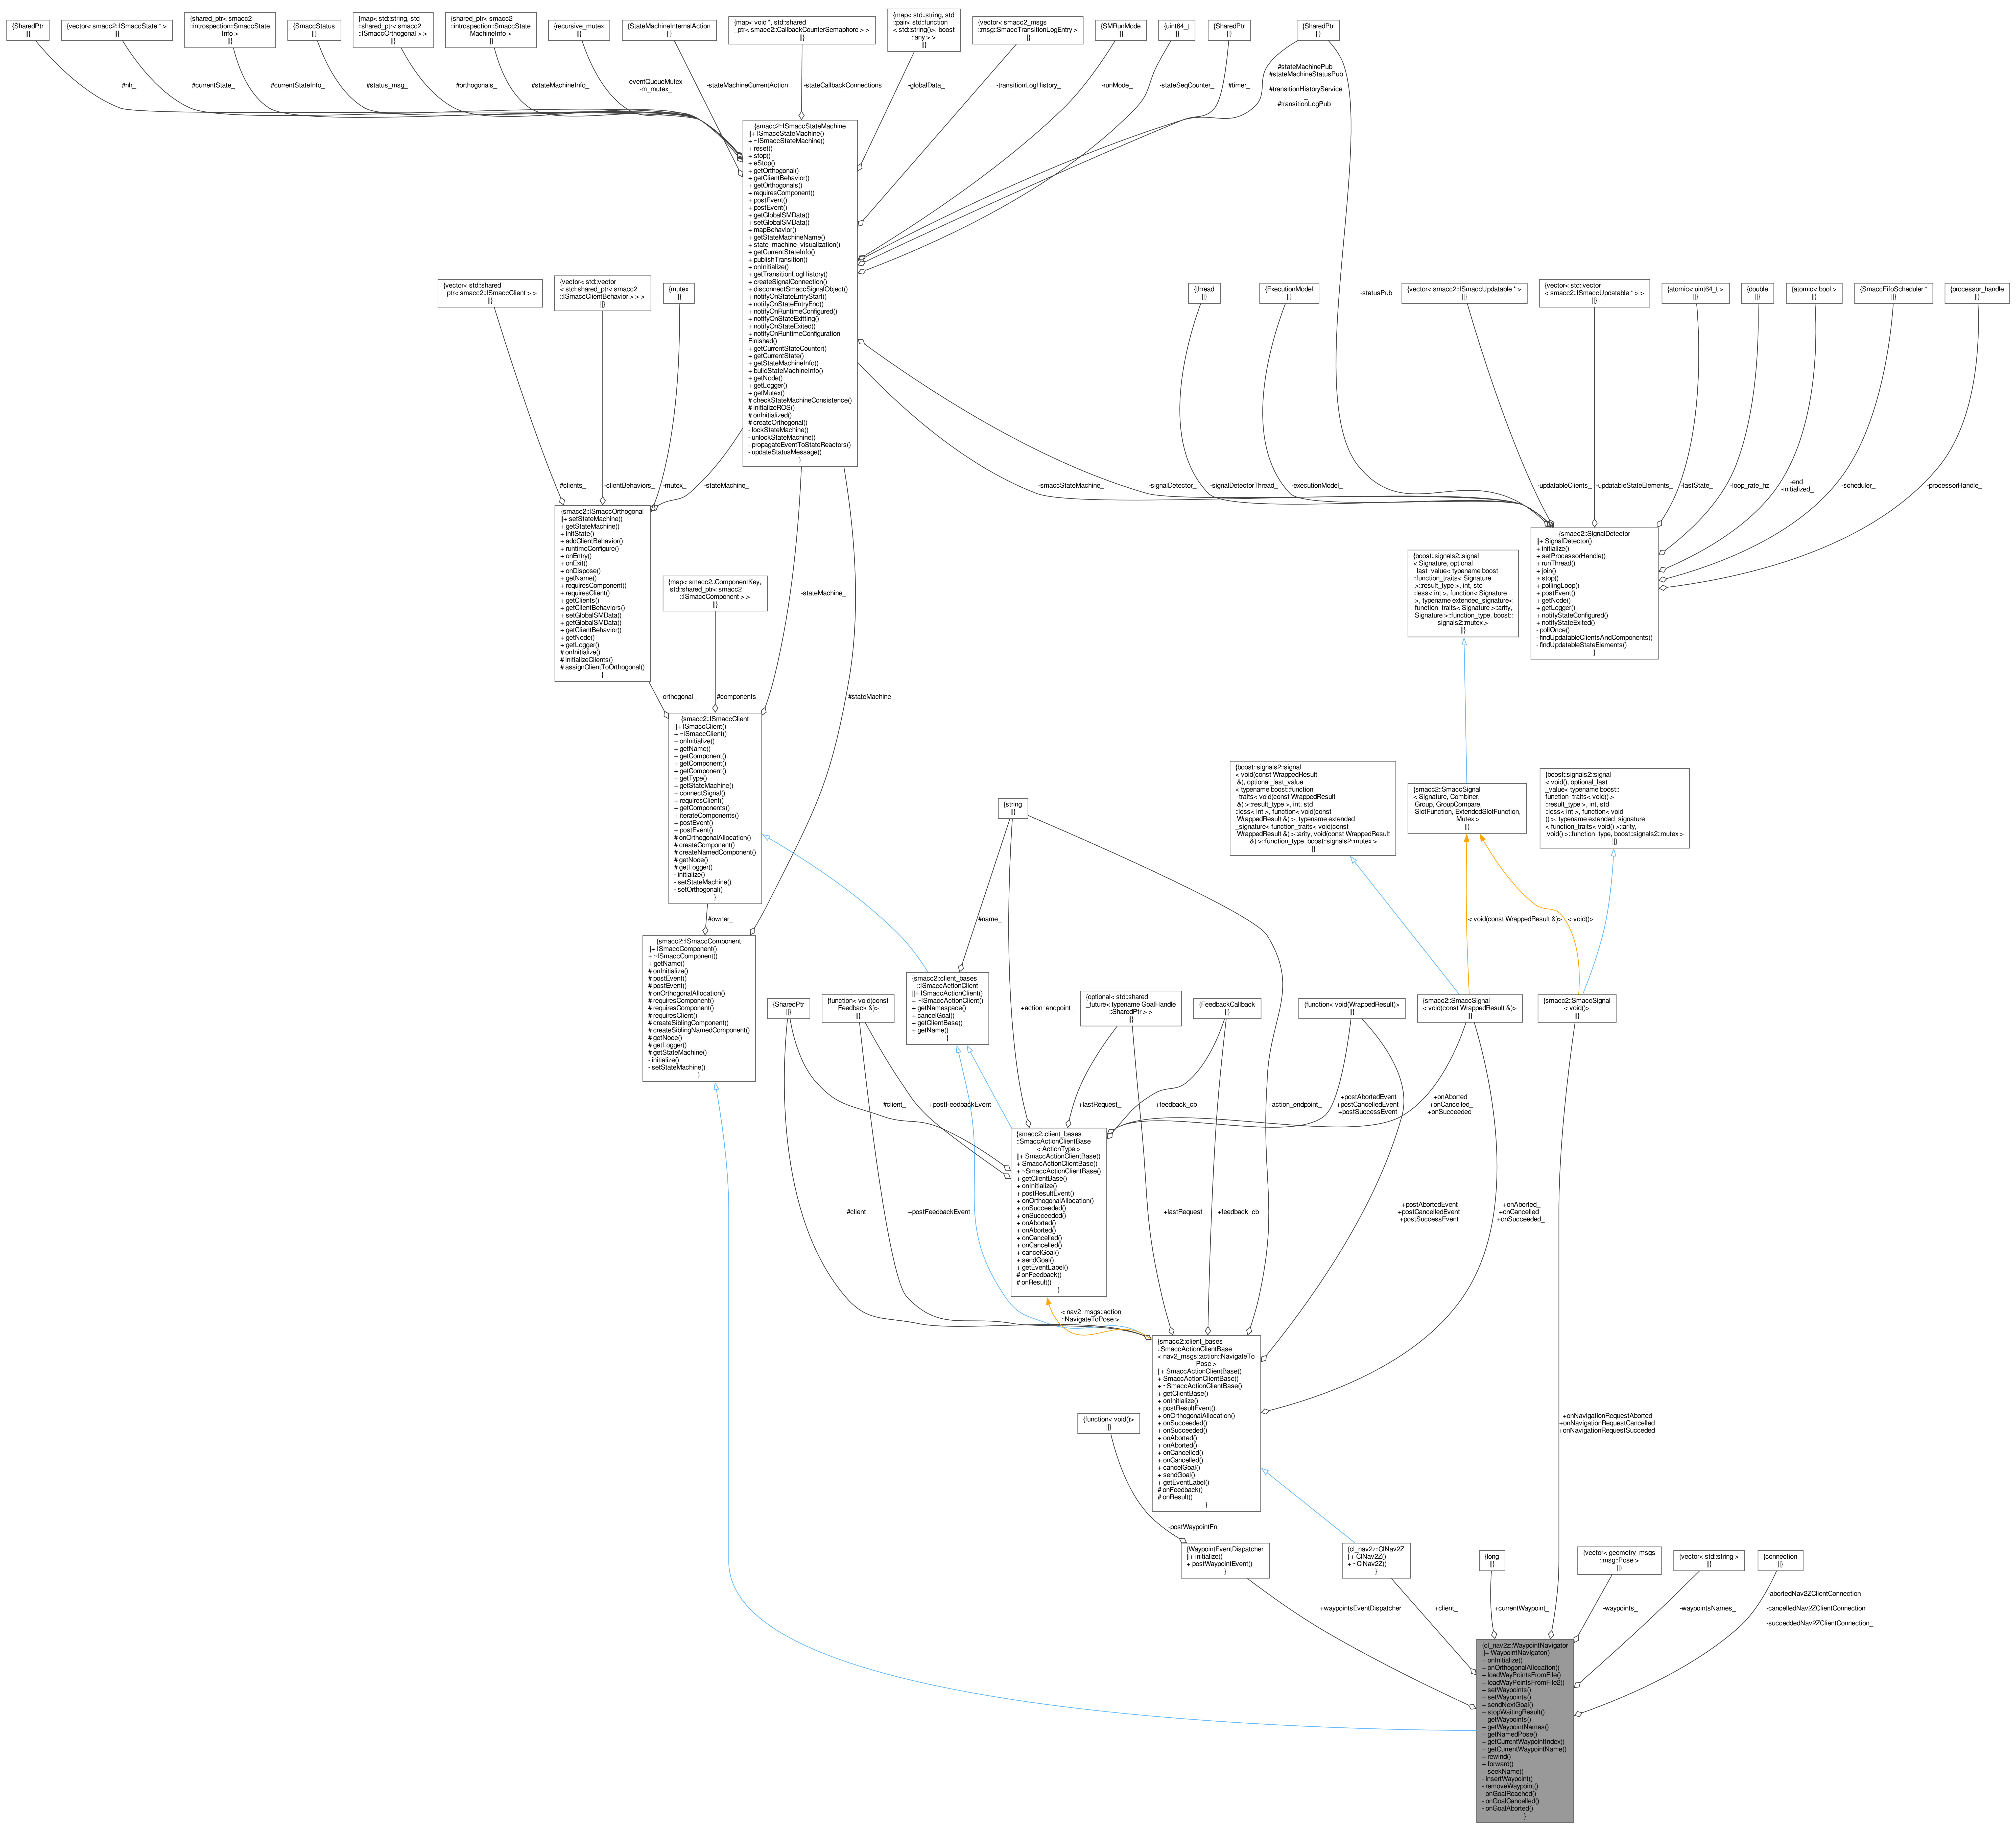 {SharedPtr
||}
{vector< smacc2::ISmaccState * >
||}
{shared_ptr< smacc2
::introspection::SmaccState
Info >
||}
{SmaccStatus
||}
{map< std::string, std
::shared_ptr< smacc2
::ISmaccOrthogonal > >
||}
{shared_ptr< smacc2
::introspection::SmaccState
MachineInfo >
||}
{recursive_mutex
||}
{StateMachineInternalAction
||}
{map< void *, std::shared
_ptr< smacc2::CallbackCounterSemaphore > >
||}
{map< std::string, std
::pair< std::function
< std::string()>, boost
::any > >
||}
{vector< smacc2_msgs
::msg::SmaccTransitionLogEntry >
||}
{SMRunMode
||}
{uint64_t
||}
{SharedPtr
||}
{SharedPtr
||}
#nh_
#currentState_
#currentStateInfo_
#status_msg_
#orthogonals_
#stateMachineInfo_
-eventQueueMutex_
-m_mutex_
-stateMachineCurrentAction
-stateCallbackConnections
-globalData_
-transitionLogHistory_
-runMode_
-stateSeqCounter_
#timer_
#stateMachinePub_
#stateMachineStatusPub
_
#transitionHistoryService
_
#transitionLogPub_
{smacc2::ISmaccStateMachine
||+ ISmaccStateMachine()
+ ~ISmaccStateMachine()
+ reset()
+ stop()
+ eStop()
+ getOrthogonal()
+ getClientBehavior()
+ getOrthogonals()
+ requiresComponent()
+ postEvent()
+ postEvent()
+ getGlobalSMData()
+ setGlobalSMData()
+ mapBehavior()
+ getStateMachineName()
+ state_machine_visualization()
+ getCurrentStateInfo()
+ publishTransition()
+ onInitialize()
+ getTransitionLogHistory()
+ createSignalConnection()
+ disconnectSmaccSignalObject()
+ notifyOnStateEntryStart()
+ notifyOnStateEntryEnd()
+ notifyOnRuntimeConfigured()
+ notifyOnStateExitting()
+ notifyOnStateExited()
+ notifyOnRuntimeConfiguration
Finished()
+ getCurrentStateCounter()
+ getCurrentState()
+ getStateMachineInfo()
+ buildStateMachineInfo()
+ getNode()
+ getLogger()
+ getMutex()
# checkStateMachineConsistence()
# initializeROS()
# onInitialized()
# createOrthogonal()
- lockStateMachine()
- unlockStateMachine()
- propagateEventToStateReactors()
- updateStatusMessage()
}
{vector< std::shared
_ptr< smacc2::ISmaccClient > >
||}
{vector< std::vector
< std::shared_ptr< smacc2
::ISmaccClientBehavior > > >
||}
{mutex
||}
{thread
||}
{ExecutionModel
||}
-statusPub_
{vector< smacc2::ISmaccUpdatable * >
||}
{vector< std::vector
< smacc2::ISmaccUpdatable * > >
||}
{atomic< uint64_t >
||}
{double
||}
{atomic< bool >
||}
{SmaccFifoScheduler *
||}
{processor_handle
||}
#clients_
-clientBehaviors_
-mutex_
-stateMachine_
-smaccStateMachine_
-signalDetector_
-signalDetectorThread_
-executionModel_
-updatableClients_
-updatableStateElements_
-lastState_
-loop_rate_hz
-end_
-initialized_
-scheduler_
-processorHandle_
{smacc2::ISmaccOrthogonal
||+ setStateMachine()
+ getStateMachine()
+ initState()
+ addClientBehavior()
+ runtimeConfigure()
+ onEntry()
+ onExit()
+ onDispose()
+ getName()
+ requiresComponent()
+ requiresClient()
+ getClients()
+ getClientBehaviors()
+ setGlobalSMData()
+ getGlobalSMData()
+ getClientBehavior()
+ getNode()
+ getLogger()
# onInitialize()
# initializeClients()
# assignClientToOrthogonal()
}
{smacc2::SignalDetector
||+ SignalDetector()
+ initialize()
+ setProcessorHandle()
+ runThread()
+ join()
+ stop()
+ pollingLoop()
+ postEvent()
+ getNode()
+ getLogger()
+ notifyStateConfigured()
+ notifyStateExited()
- pollOnce()
- findUpdatableClientsAndComponents()
- findUpdatableStateElements()
}
{boost::signals2::signal
< Signature, optional
_last_value< typename boost
::function_traits< Signature
>::result_type >, int, std
::less< int >, function< Signature
>, typename extended_signature<
function_traits< Signature >::arity,
Signature >::function_type, boost::
signals2::mutex >
||}
{map< smacc2::ComponentKey,
std::shared_ptr< smacc2
::ISmaccComponent > >
||}
-stateMachine_
-orthogonal_
#components_
#stateMachine_
{smacc2::ISmaccClient
||+ ISmaccClient()
+ ~ISmaccClient()
+ onInitialize()
+ getName()
+ getComponent()
+ getComponent()
+ getComponent()
+ getType()
+ getStateMachine()
+ connectSignal()
+ requiresClient()
+ getComponents()
+ iterateComponents()
+ postEvent()
+ postEvent()
# onOrthogonalAllocation()
# createComponent()
# createNamedComponent()
# getNode()
# getLogger()
- initialize()
- setStateMachine()
- setOrthogonal()
}
{boost::signals2::signal
< void(const WrappedResult
&), optional_last_value
< typename boost::function
_traits< void(const WrappedResult
&) >::result_type >, int, std
::less< int >, function< void(const
WrappedResult &) >, typename extended
_signature< function_traits< void(const
WrappedResult &) >::arity, void(const WrappedResult
&) >::function_type, boost::signals2::mutex >
||}
{smacc2::SmaccSignal
< Signature, Combiner,
Group, GroupCompare,
SlotFunction, ExtendedSlotFunction,
Mutex >
||}
{boost::signals2::signal
< void(), optional_last
_value< typename boost::
function_traits< void() >
::result_type >, int, std
::less< int >, function< void
() >, typename extended_signature
< function_traits< void() >::arity,
void() >::function_type, boost::signals2::mutex >
||}
{string
||}
#owner_
#name_
< void(const WrappedResult &)>
< void()>
{smacc2::ISmaccComponent
||+ ISmaccComponent()
+ ~ISmaccComponent()
+ getName()
# onInitialize()
# postEvent()
# postEvent()
# onOrthogonalAllocation()
# requiresComponent()
# requiresComponent()
# requiresClient()
# createSiblingComponent()
# createSiblingNamedComponent()
# getNode()
# getLogger()
# getStateMachine()
- initialize()
- setStateMachine()
}
{SharedPtr
||}
{function< void(const
Feedback &)>
||}
{smacc2::client_bases
::ISmaccActionClient
||+ ISmaccActionClient()
+ ~ISmaccActionClient()
+ getNamespace()
+ cancelGoal()
+ getClientBase()
+ getName()
}
+action_endpoint_
{optional< std::shared
_future< typename GoalHandle
::SharedPtr > >
||}
{FeedbackCallback
||}
{function< void(WrappedResult)>
||}
{smacc2::SmaccSignal
< void(const WrappedResult &)>
||}
{smacc2::SmaccSignal
< void()>
||}
#client_
+postFeedbackEvent
+lastRequest_
+feedback_cb
+action_endpoint_
+postAbortedEvent
+postCancelledEvent
+postSuccessEvent
+onAborted_
+onCancelled_
+onSucceeded_
{smacc2::client_bases
::SmaccActionClientBase
< ActionType >
||+ SmaccActionClientBase()
+ SmaccActionClientBase()
+ ~SmaccActionClientBase()
+ getClientBase()
+ onInitialize()
+ postResultEvent()
+ onOrthogonalAllocation()
+ onSucceeded()
+ onSucceeded()
+ onAborted()
+ onAborted()
+ onCancelled()
+ onCancelled()
+ cancelGoal()
+ sendGoal()
+ getEventLabel()
# onFeedback()
# onResult()
}
#client_
+postFeedbackEvent
+lastRequest_
+feedback_cb
+postAbortedEvent
+postCancelledEvent
+postSuccessEvent
+onAborted_
+onCancelled_
+onSucceeded_
< nav2_msgs::action
::NavigateToPose >
{smacc2::client_bases
::SmaccActionClientBase
< nav2_msgs::action::NavigateTo
Pose >
||+ SmaccActionClientBase()
+ SmaccActionClientBase()
+ ~SmaccActionClientBase()
+ getClientBase()
+ onInitialize()
+ postResultEvent()
+ onOrthogonalAllocation()
+ onSucceeded()
+ onSucceeded()
+ onAborted()
+ onAborted()
+ onCancelled()
+ onCancelled()
+ cancelGoal()
+ sendGoal()
+ getEventLabel()
# onFeedback()
# onResult()
}
{function< void()>
||}
+onNavigationRequestAborted
+onNavigationRequestCancelled
+onNavigationRequestSucceded
-postWaypointFn
{WaypointEventDispatcher
||+ initialize()
+ postWaypointEvent()
}
{cl_nav2z::ClNav2Z
||+ ClNav2Z()
+ ~ClNav2Z()
}
{long
||}
{vector< geometry_msgs
::msg::Pose >
||}
{vector< std::string >
||}
{connection
||}
+waypointsEventDispatcher
+client_
+currentWaypoint_
-waypoints_
-waypointsNames_
-abortedNav2ZClientConnection
_
-cancelledNav2ZClientConnection
_
-succeddedNav2ZClientConnection_
{cl_nav2z::WaypointNavigator
||+ WaypointNavigator()
+ onInitialize()
+ onOrthogonalAllocation()
+ loadWayPointsFromFile()
+ loadWayPointsFromFile2()
+ setWaypoints()
+ setWaypoints()
+ sendNextGoal()
+ stopWaitingResult()
+ getWaypoints()
+ getWaypointNames()
+ getNamedPose()
+ getCurrentWaypointIndex()
+ getCurrentWaypointName()
+ rewind()
+ forward()
+ seekName()
- insertWaypoint()
- removeWaypoint()
- onGoalReached()
- onGoalCancelled()
- onGoalAborted()
}